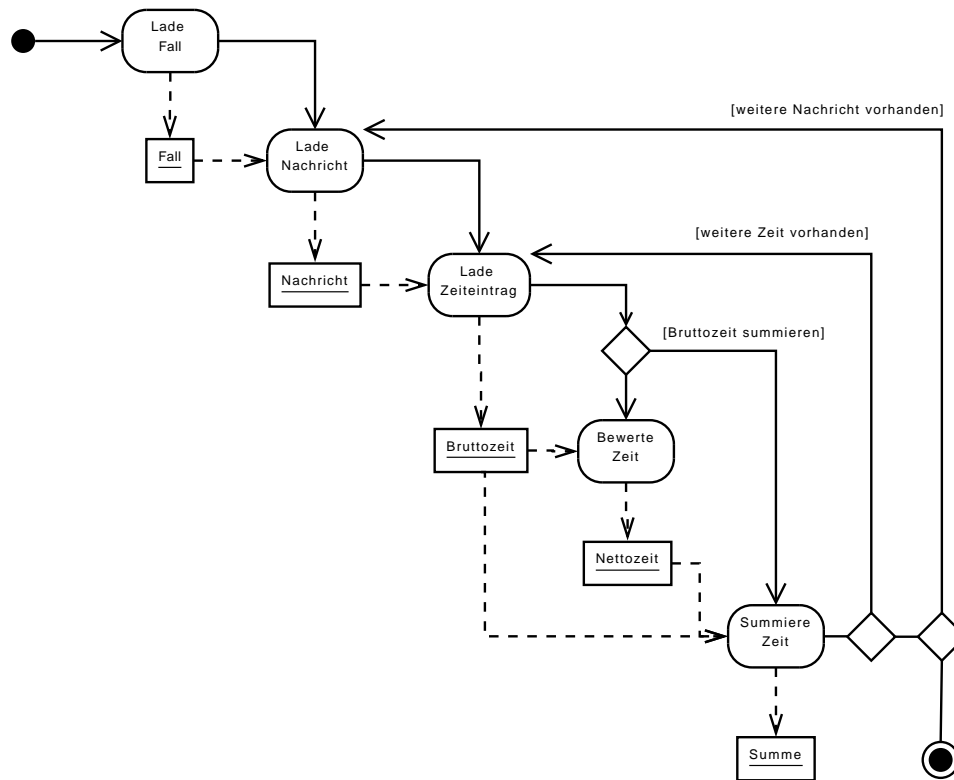 Lade
Fall
[weitere Nachricht vorhanden]
Fall
Lade
Nachricht
[weitere Zeit vorhanden]
Nachricht
Lade
Zeiteintrag
[Bruttozeit summieren]
Bruttozeit
Bewerte
Zeit
Nettozeit
Summiere
Zeit
Summe